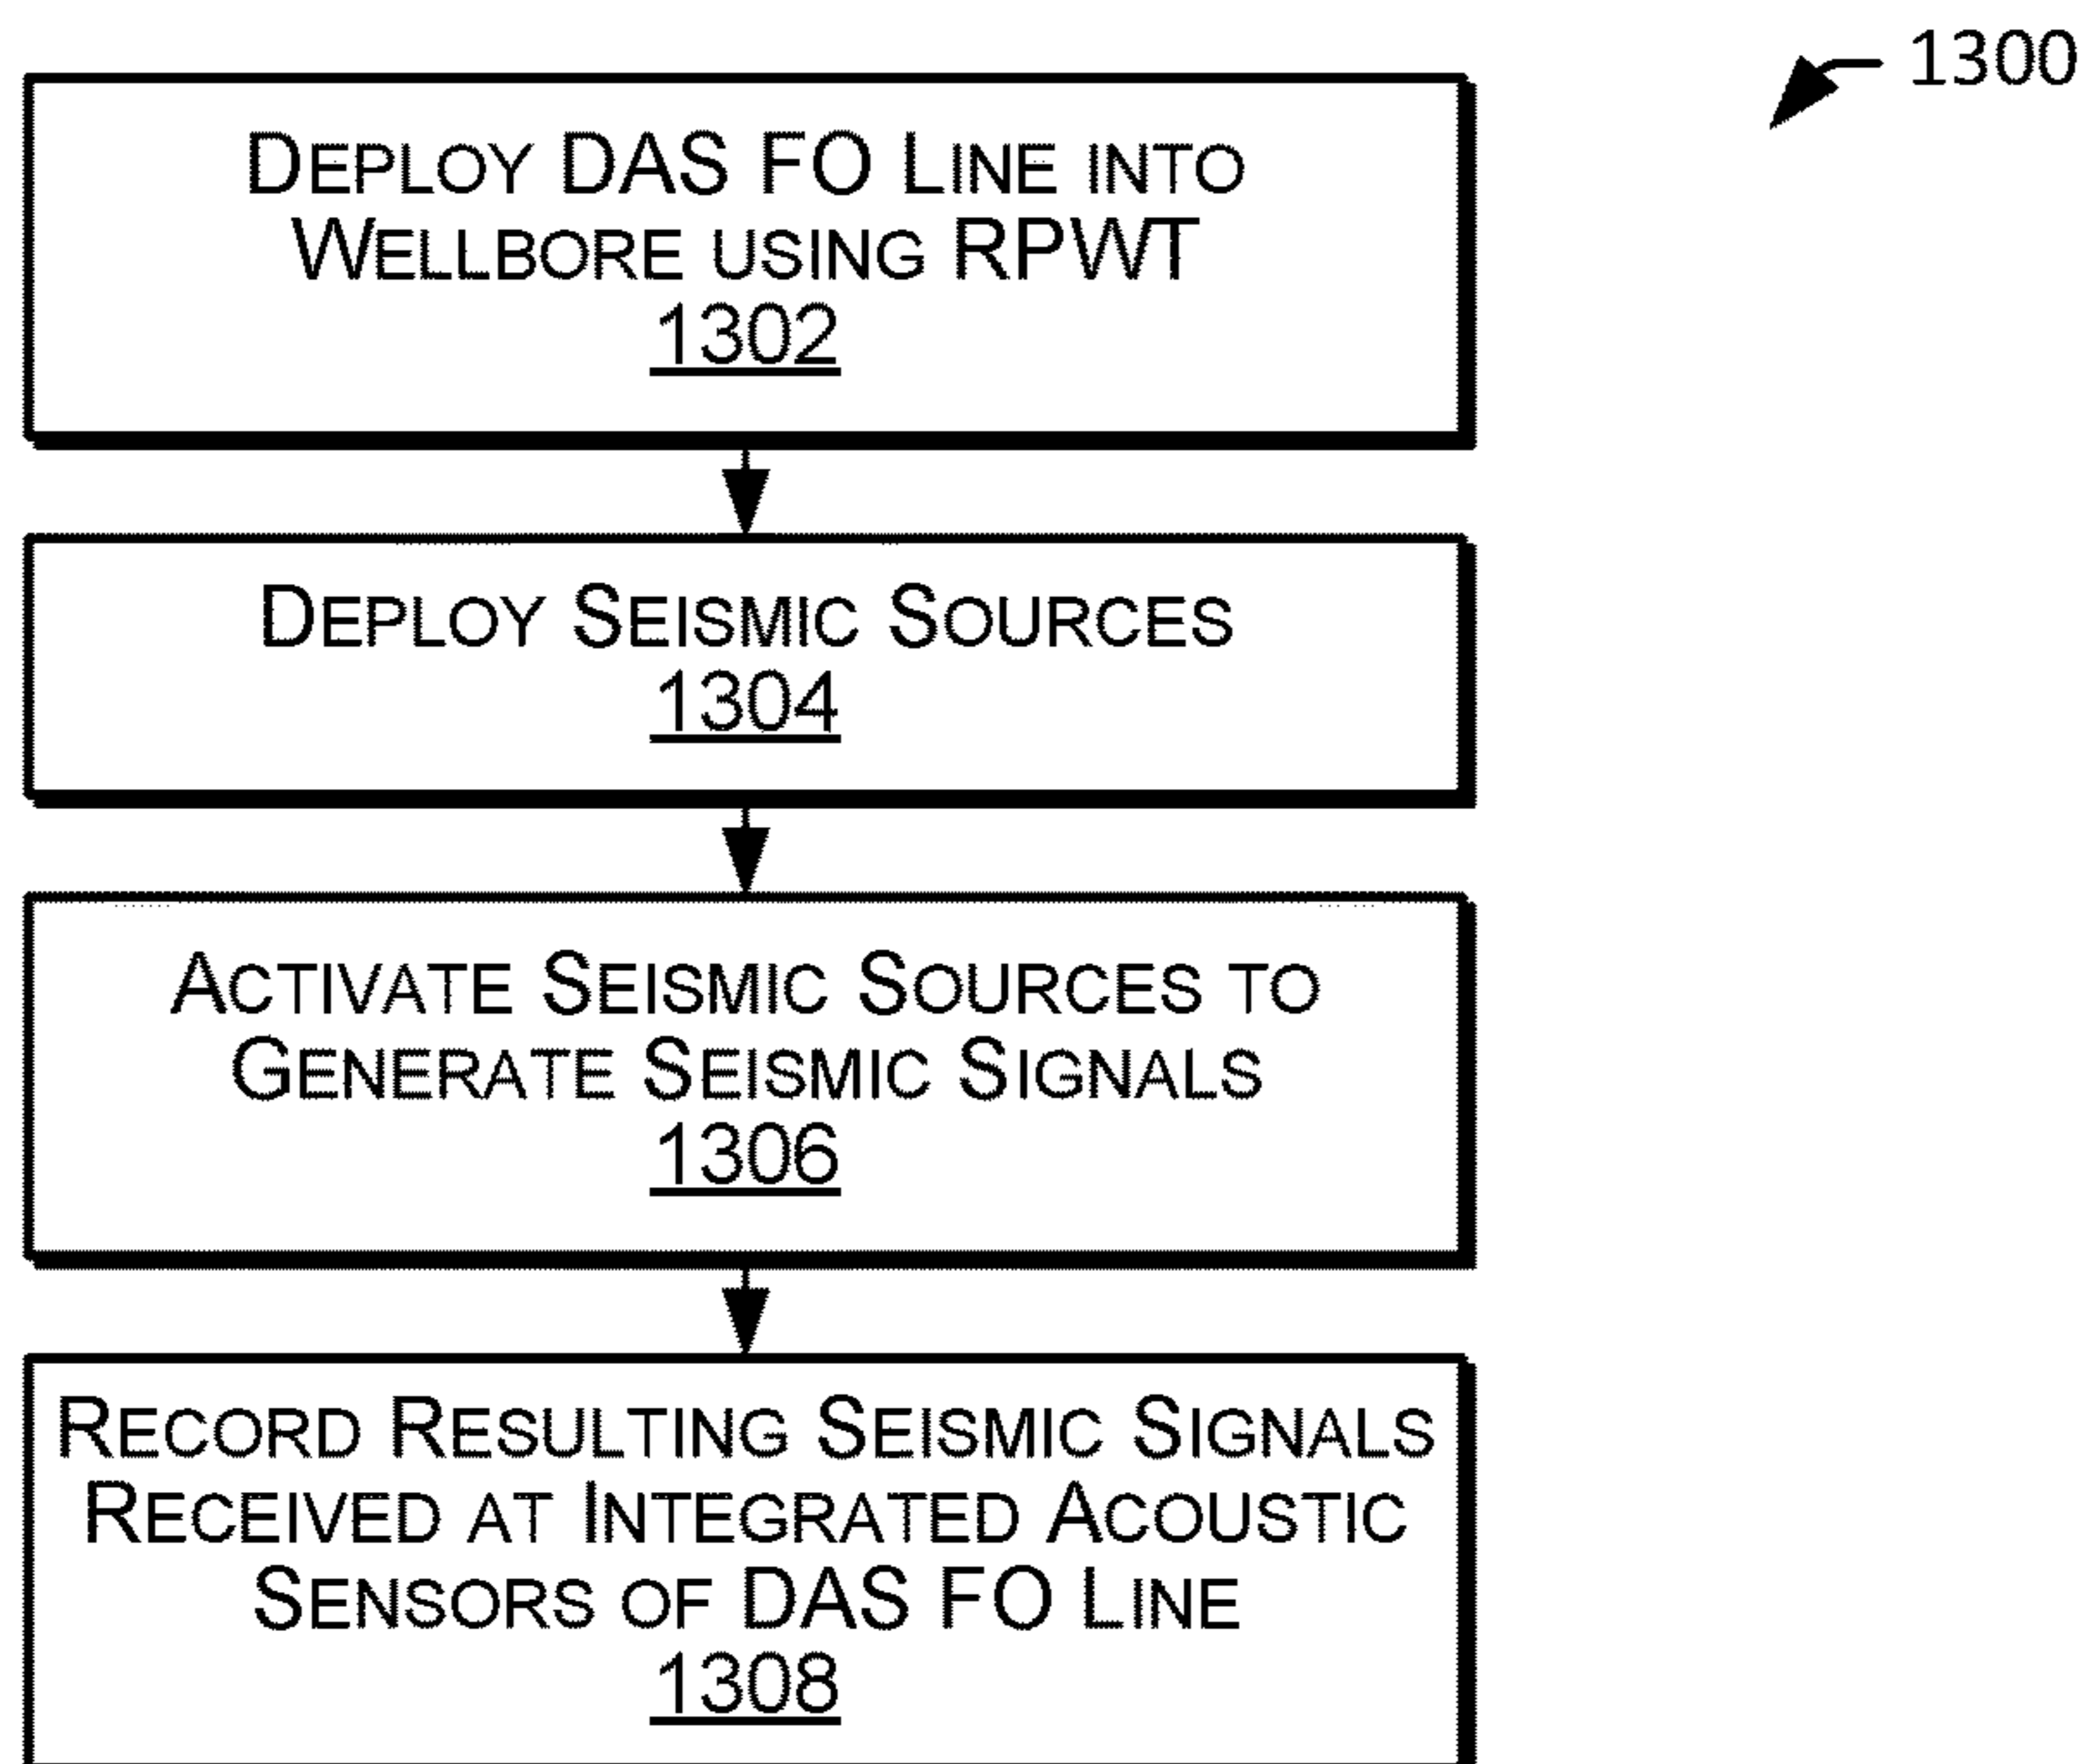 1300
DEPLOY DAS FO LINE INTO
WELLBORE USING RPWT
1302
DEPLOY SEISMIC SOURCES
1304
ACTIVATE SEISMIC SOURCES TO
GENERATE SEISMIC SIGNALS
1306
RECORD RESULTING SEISMIC SIGNALS
RECEIVED AT INTEGRATED ACOUSTIC
SENSORS OF DAS FO LINE
1308